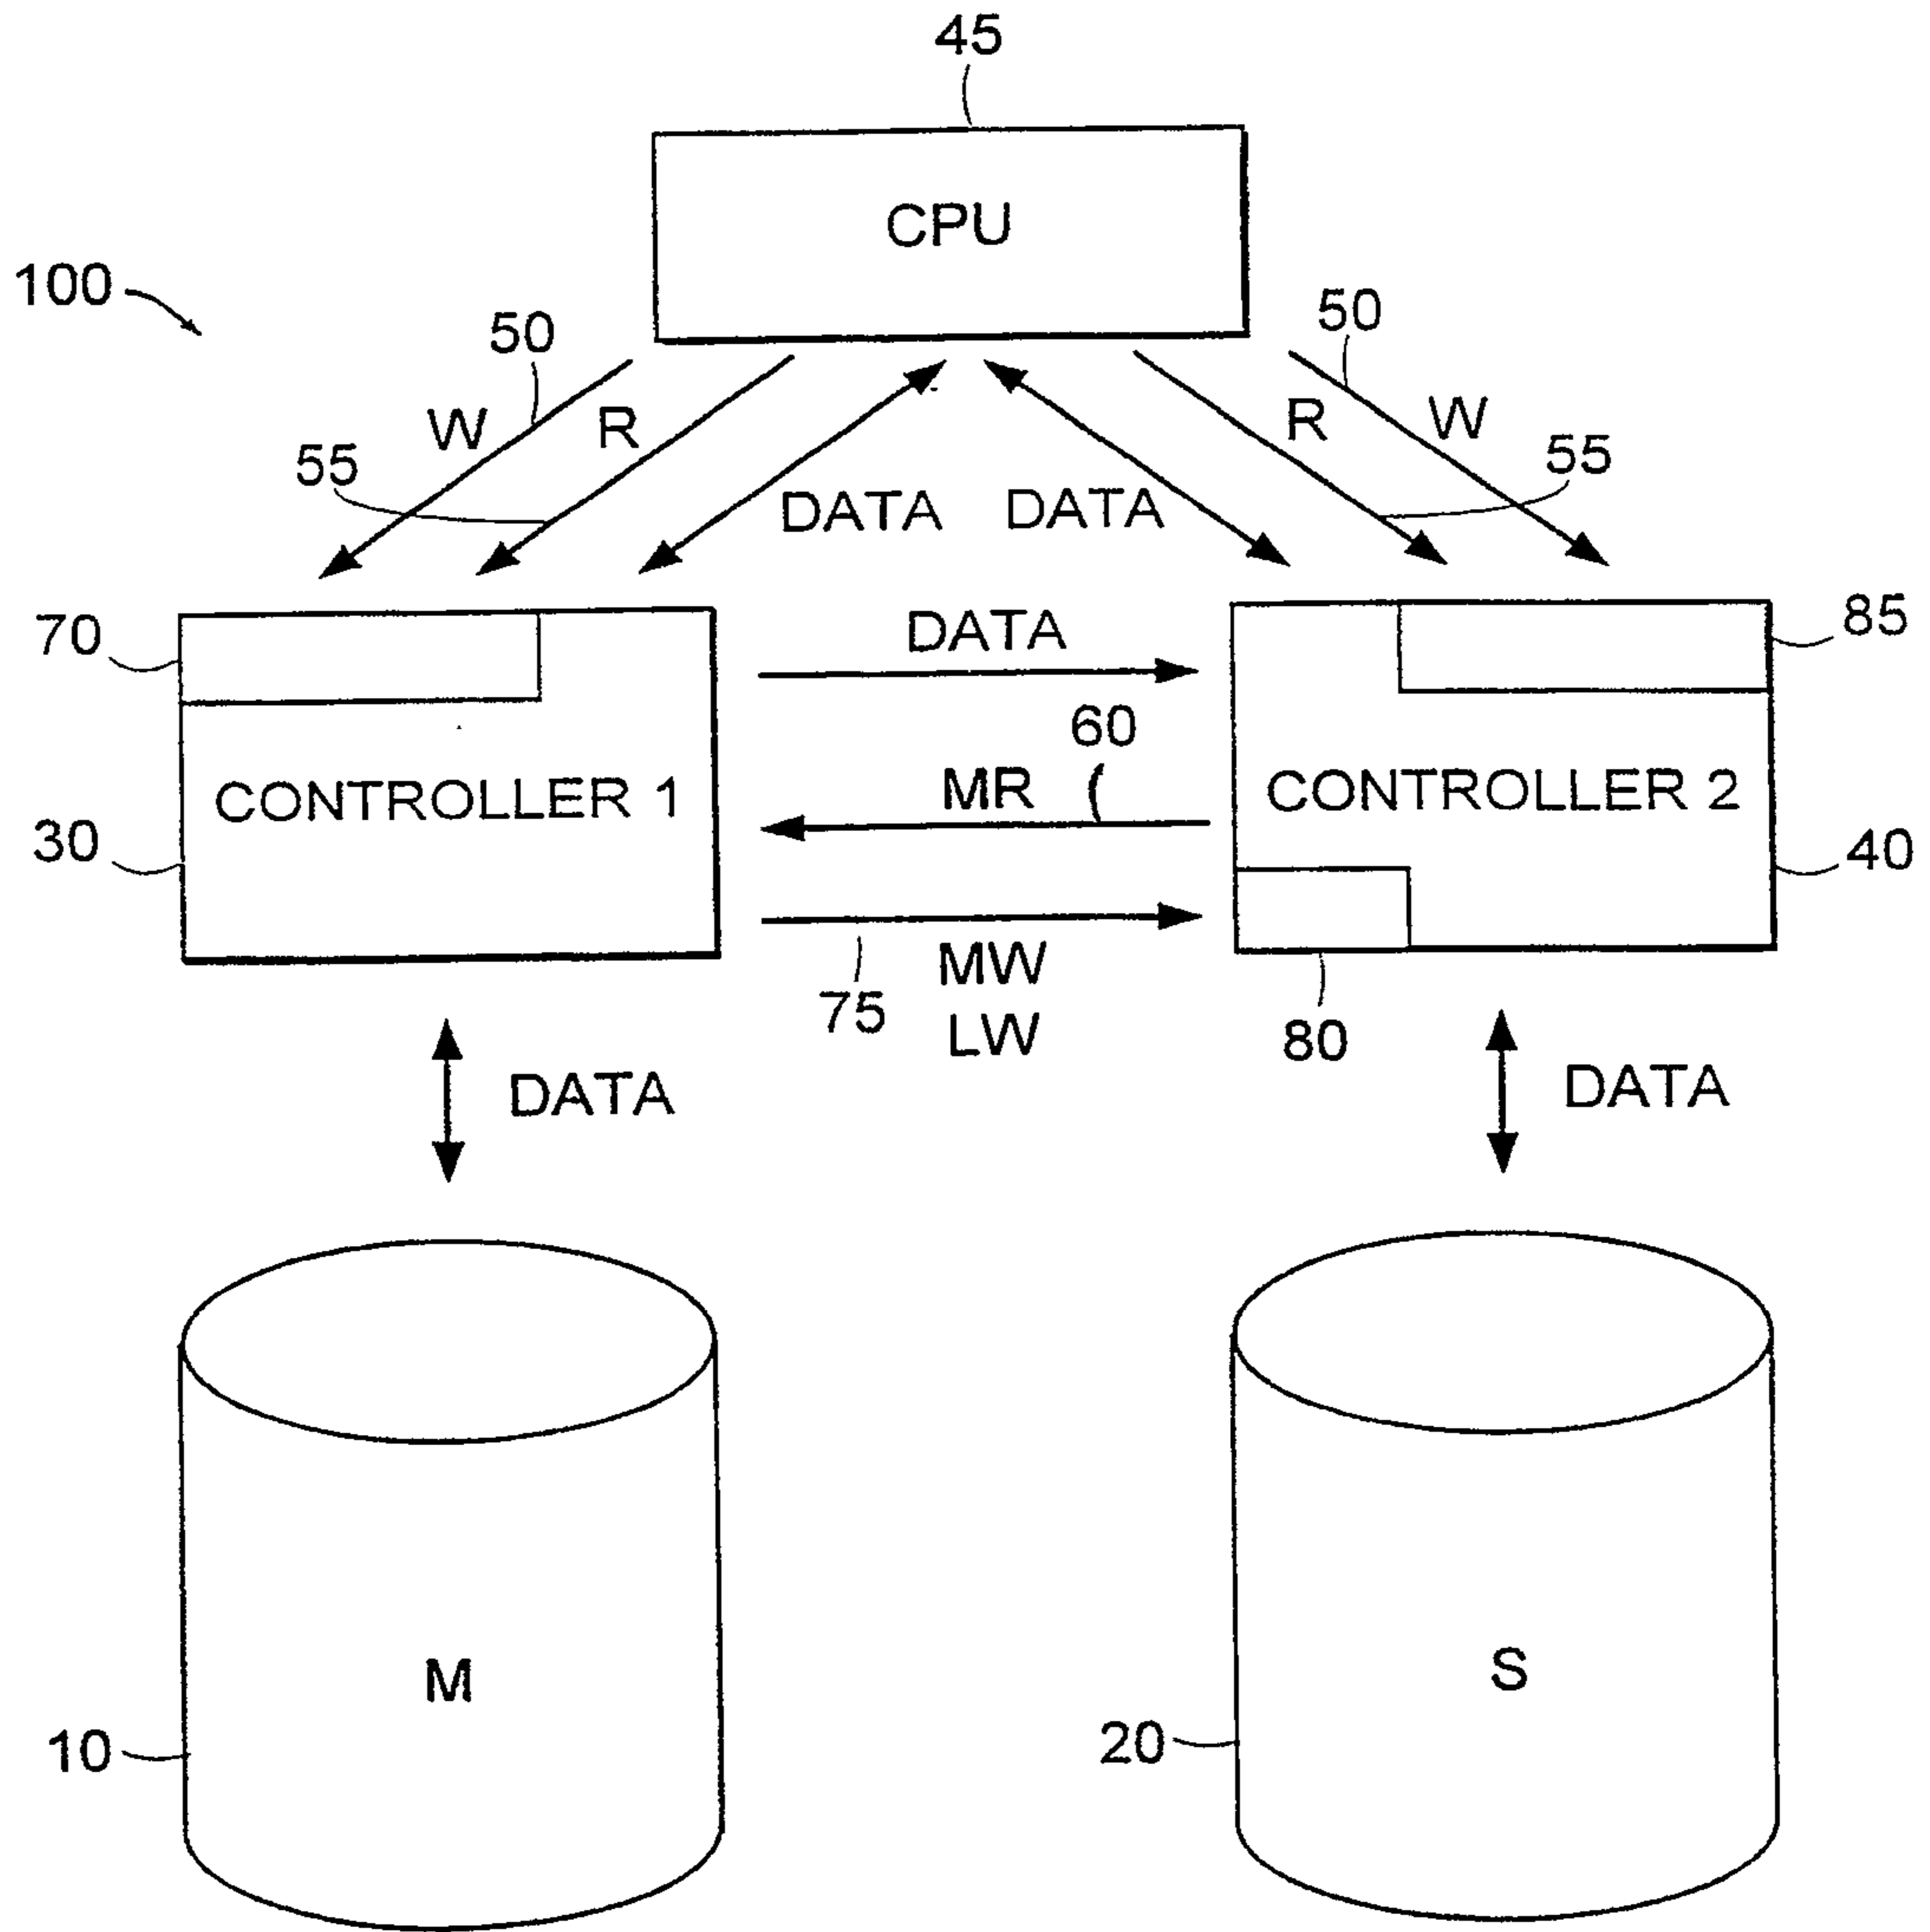 45
CPU
100
50
50
W
R
R
W
55
55
DATA
DATA
70
85
DATA
60
MR
CONTROLLER 1
CONTROLLER 2
30
40
75
MW
LW
80
DATA
DATA
M
S
10
20